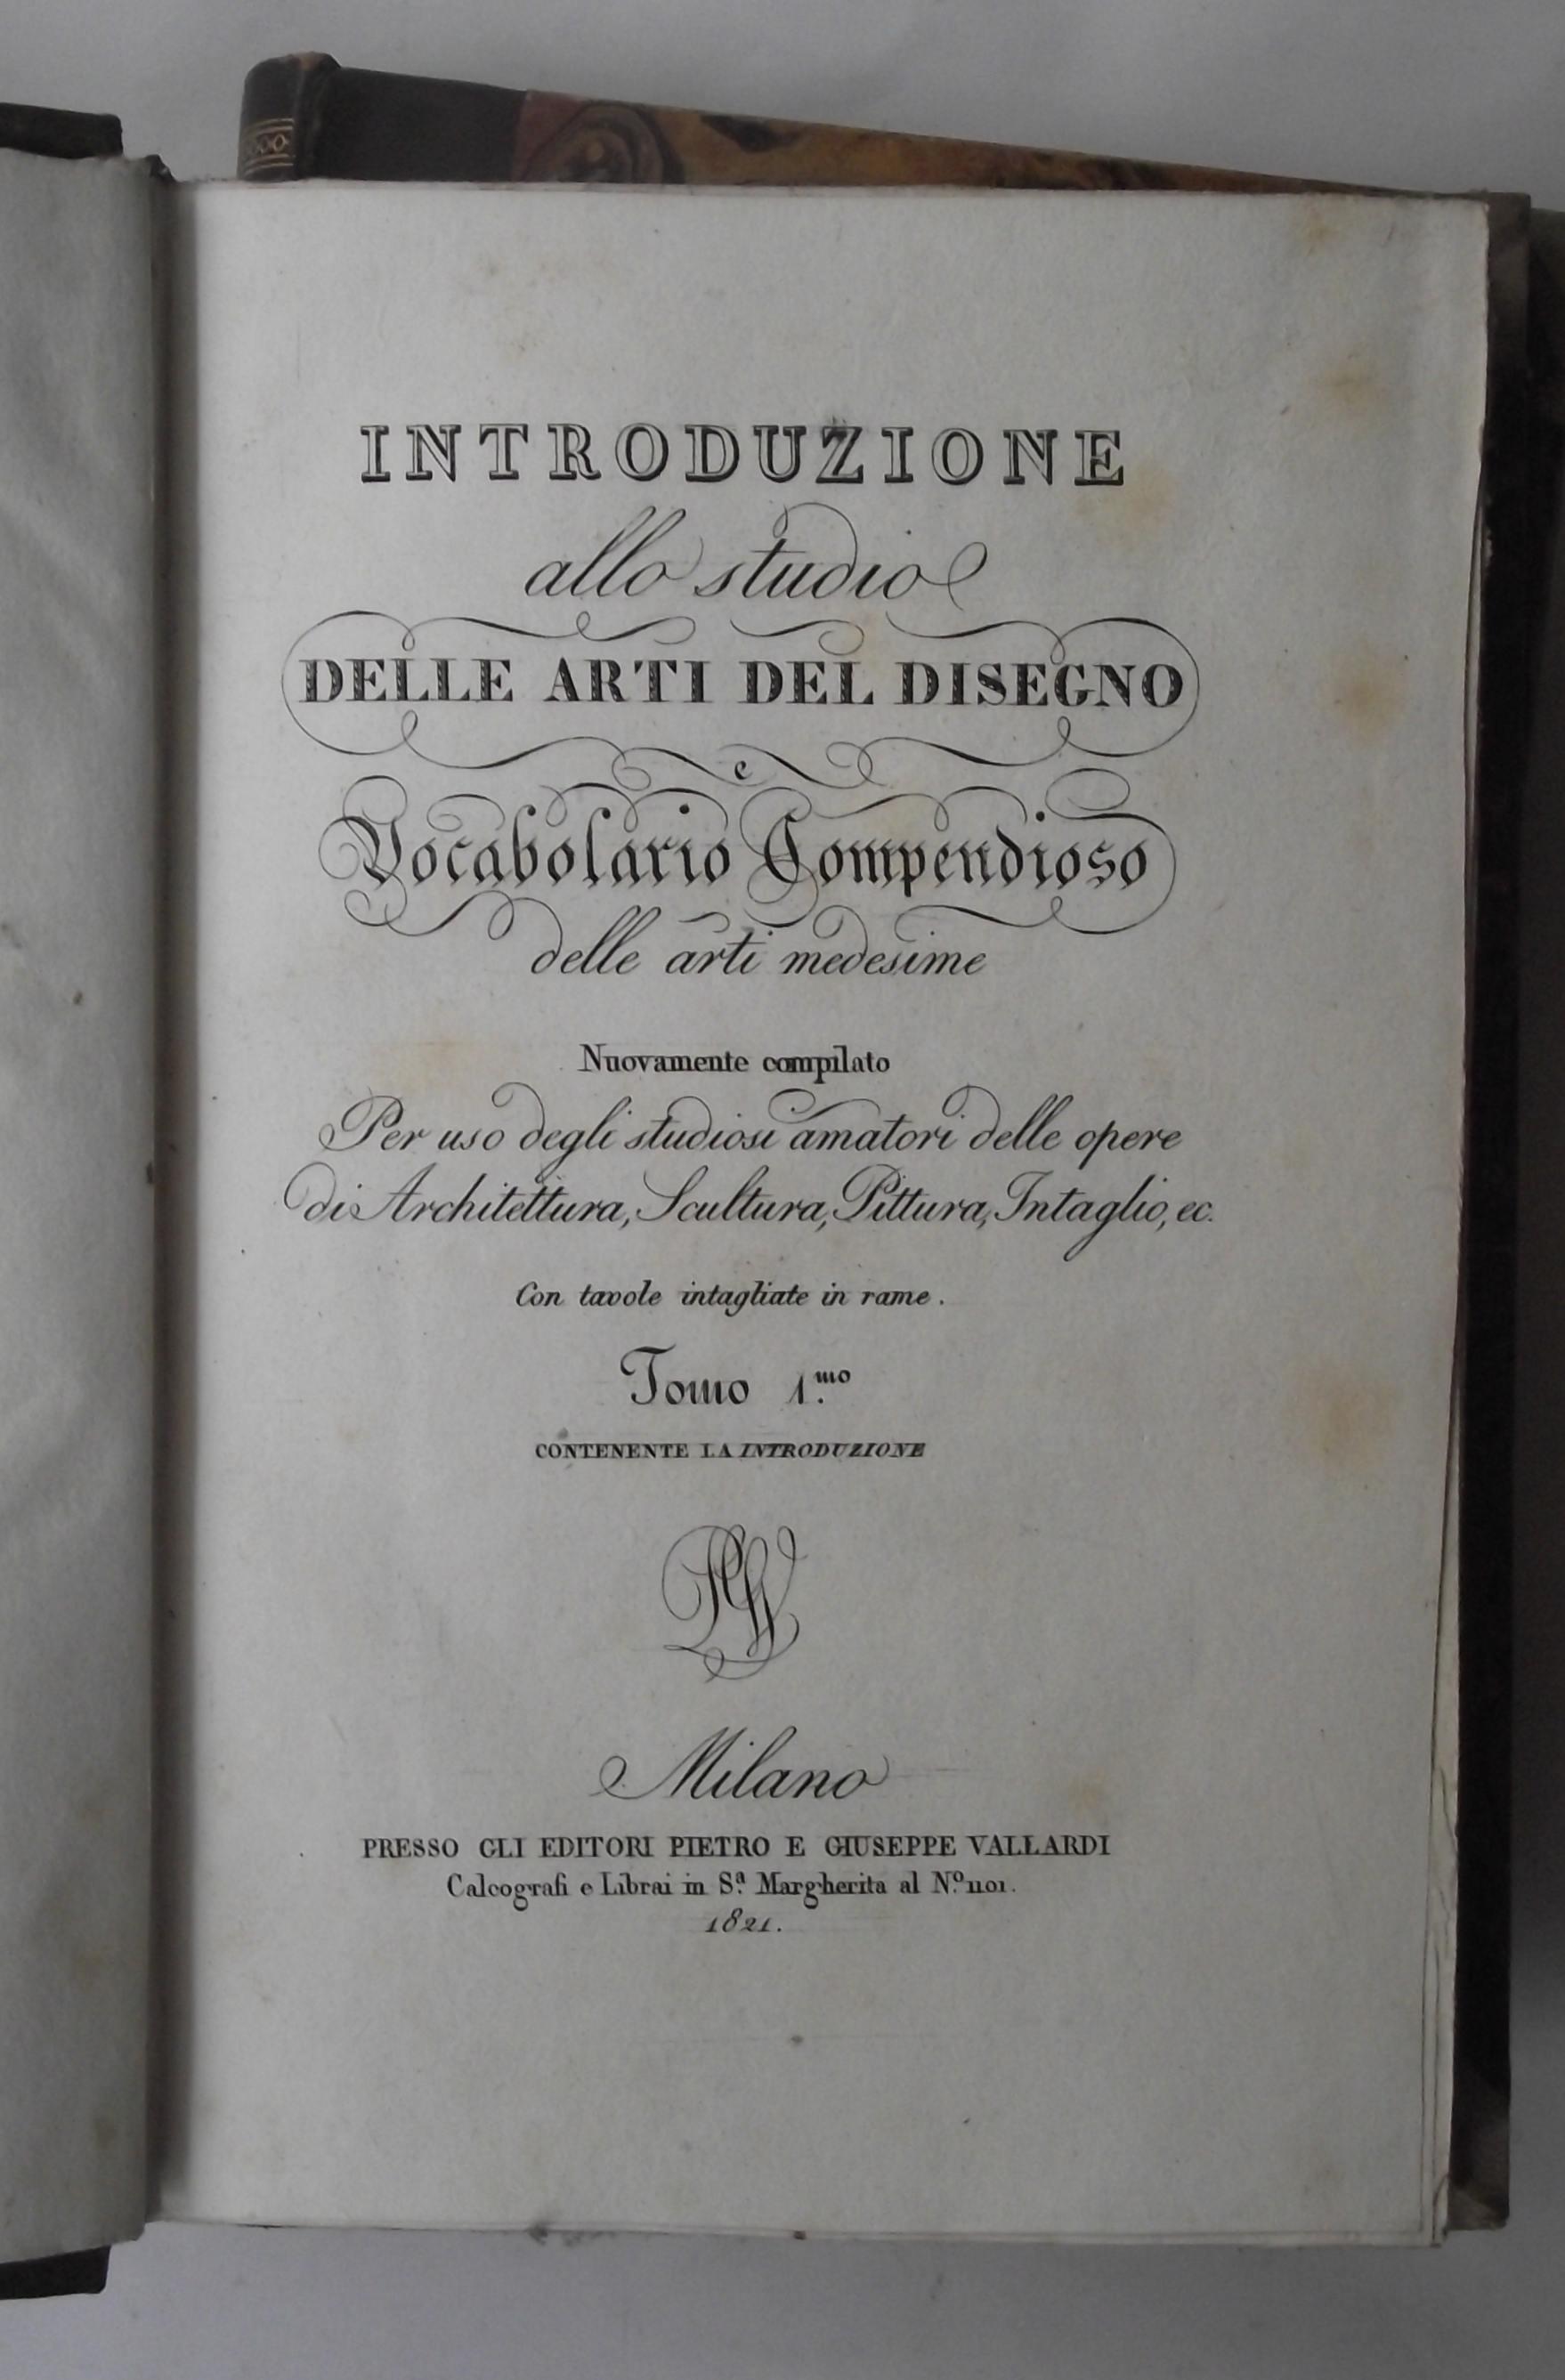 INTRODUZIONE
allo studio
DELLE ARTI DEL DISEGNO
e
Vocabolario Compendioso
delle arti medesime
Nuovamente compilato
Per uso degli studiosi amatori delle opere
di Architettura, Scultura, Pittura, Intaglio, ec.
Con tavole intagliate in rame.
Tomo 1.mo
CONTENENTE LA INTRODUZIONE
Milano
PRESSO GLI EDITORI PIETRO E GIUSEPPE VALLARDI
Calcografi e Librai in S.a Margherita al N.o 1101.
1821.